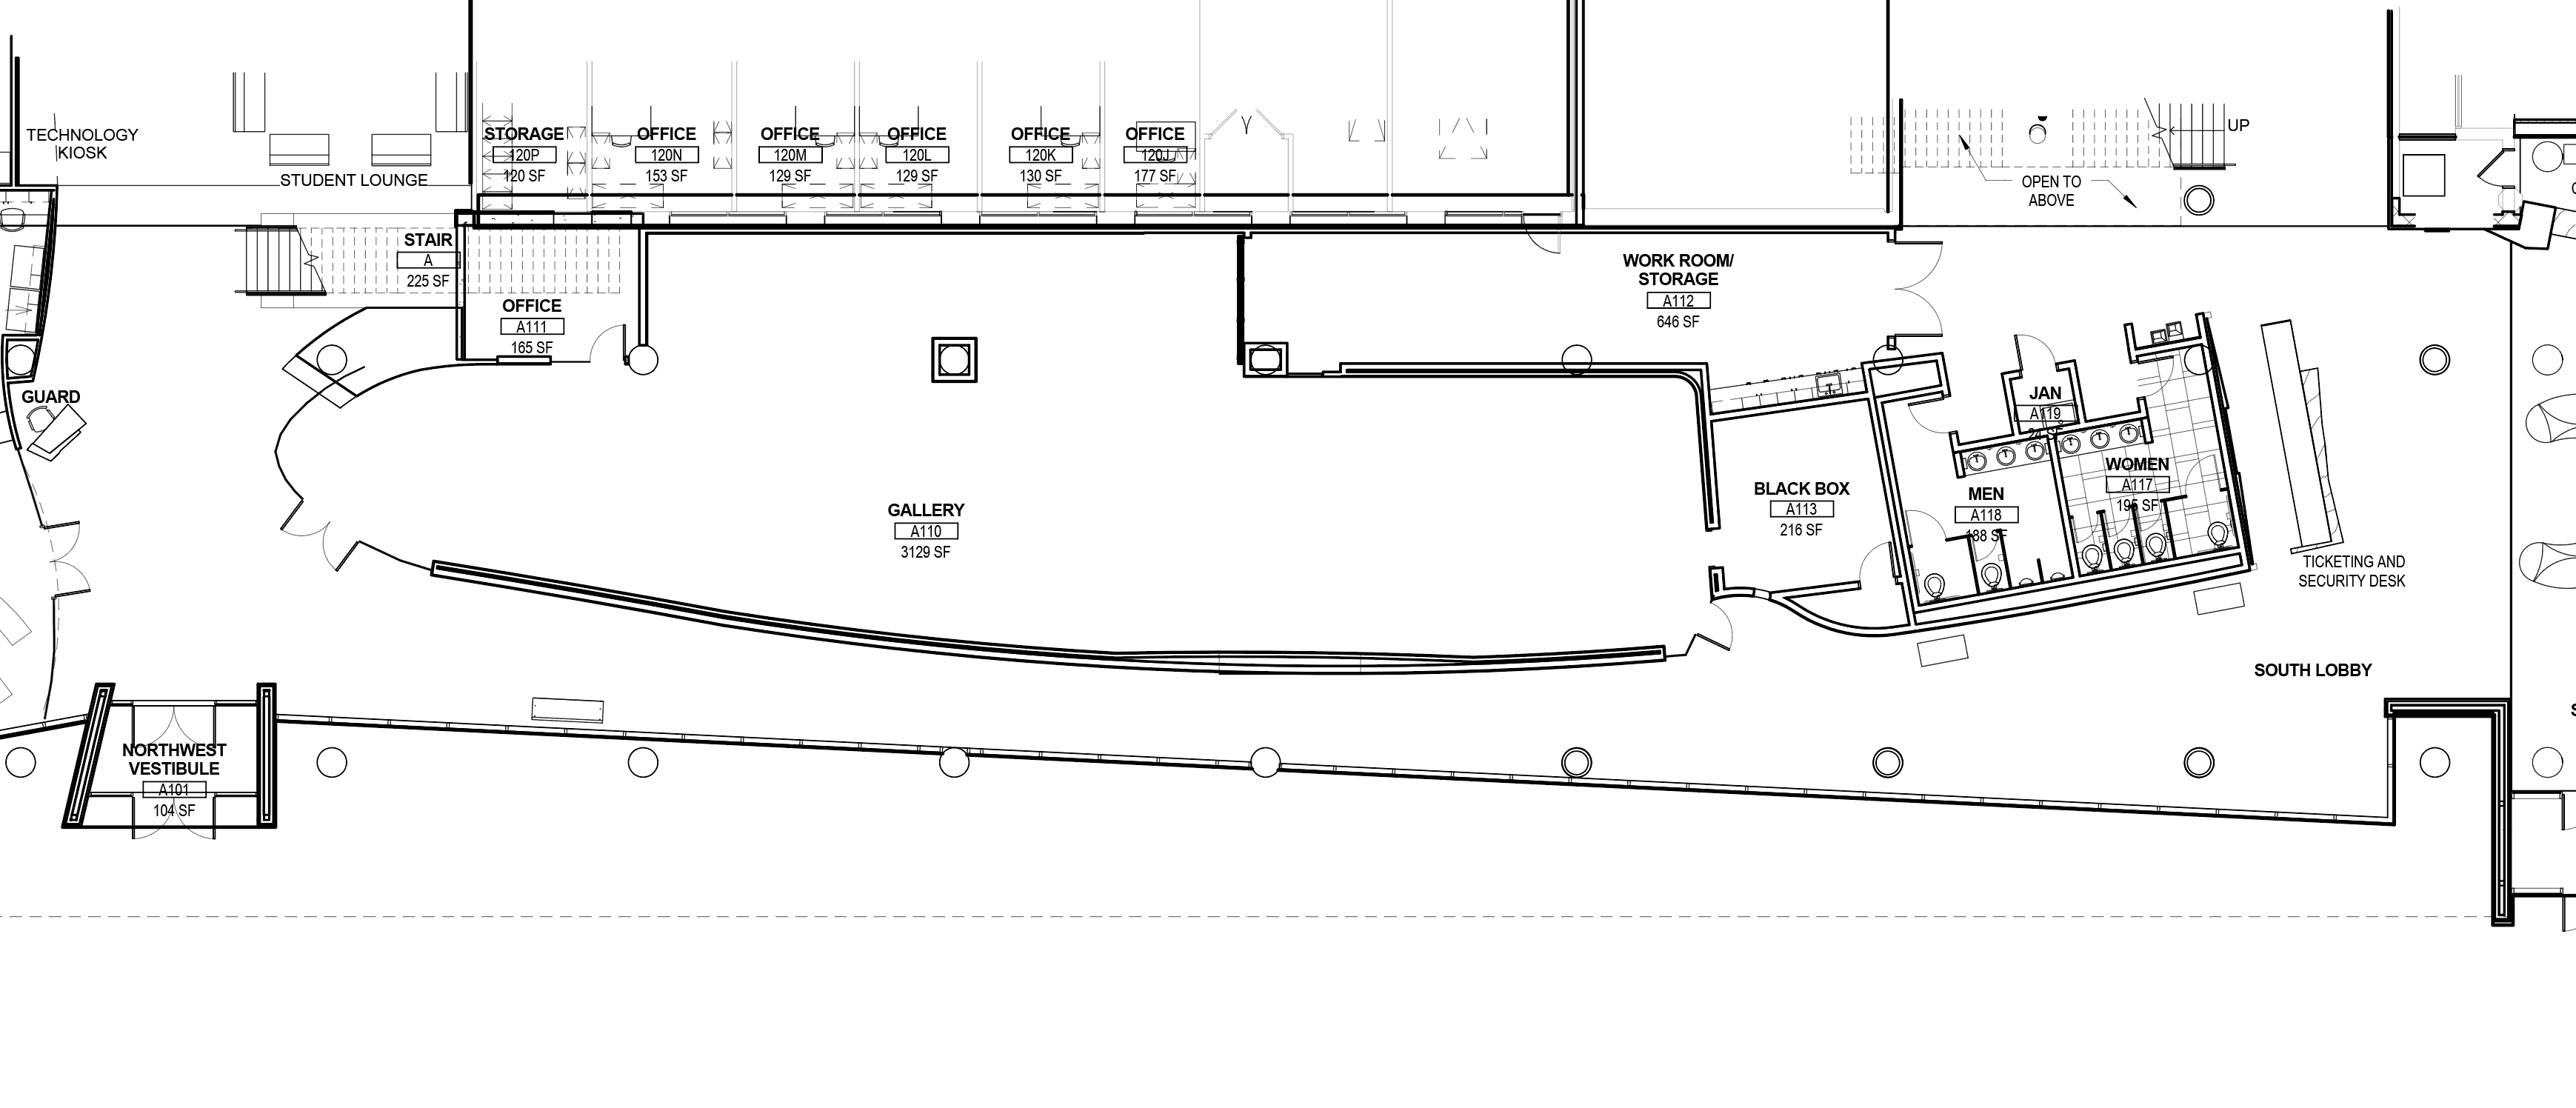 TECHNOLOGY
KIOSK
STUDENT LOUNGE
STORAGE
120P
120 SF
OFFICE
120N
153 SF
OFFICE
120M
129 SF
OFFICE
120L
129 SF
OFFICE
120K
130 SF
OFFICE
120J
177 SF
UP
OPEN TO
ABOVE
STAIR
A
225 SF
OFFICE
A111
165 SF
WORK ROOM/
STORAGE
A112
646 SF
GUARD
JAN
A119
24 SF
GALLERY
A110
3129 SF
BLACK BOX
A113
216 SF
MEN
A118
188 SF
WOMEN
A117
195 SF
TICKETING AND
SECURITY DESK
SOUTH LOBBY
NORTHWEST
VESTIBULE
A101
104 SF